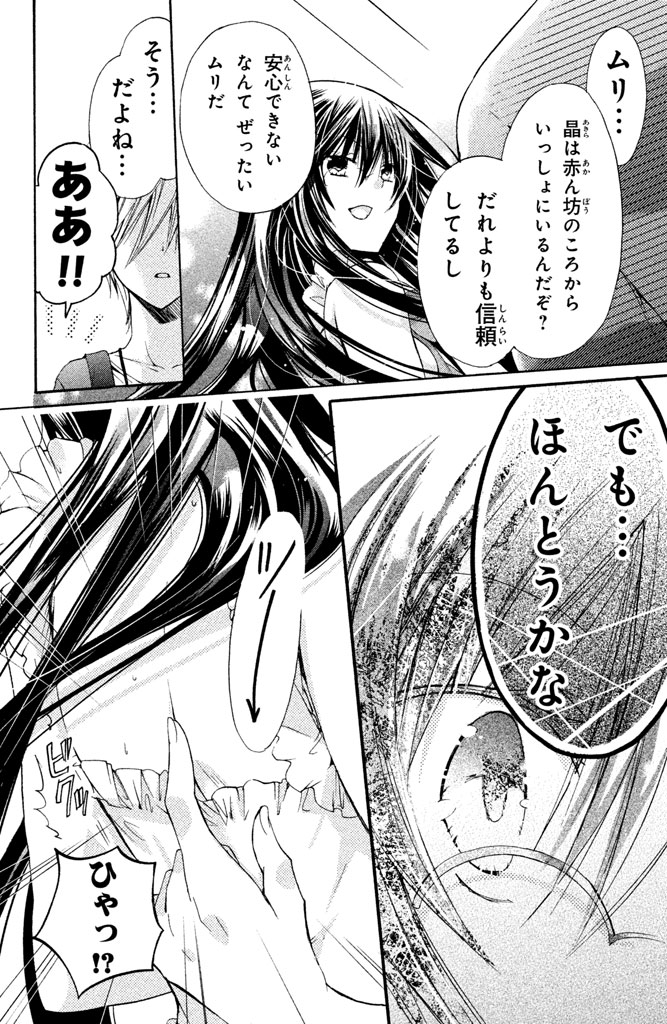 ムリ…
晶は赤ん坊のころから
いっしょにいるんだぞ?
だれよりも信頼
してるし
安心できない
なんて ぜったい
ムリだ
そう…
だよね…
ああ!!
でも…
ほんとうかな
ビクッ
ひゃっ!?